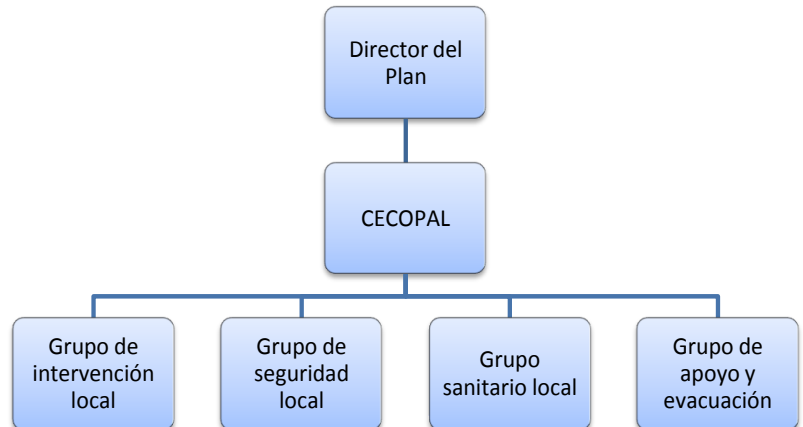 Director del
Plan
CECOPAL
Grupo de
intervención
local
Grupo de
seguridad
local
Grupo
sanitario local
Grupo de
apoyo y
evacuación